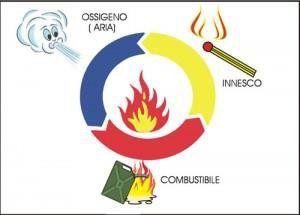 OSSIGENO
( ARIA)
INNESCO
COMBUSTIBILE